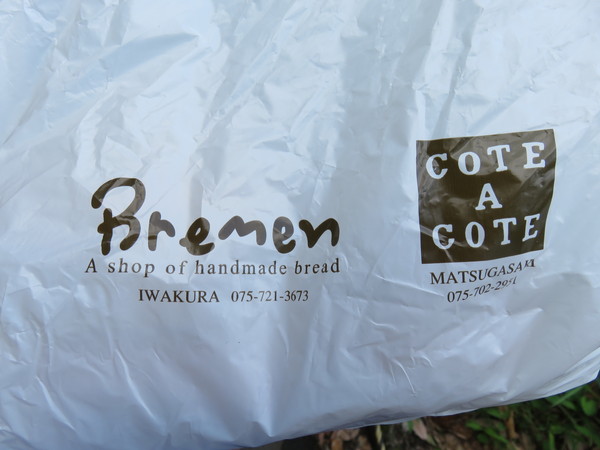 Bremen
A shop of handmade bread
IWAKURA 075-721-3673
COTE
A
COTE
MATSUGASAKI